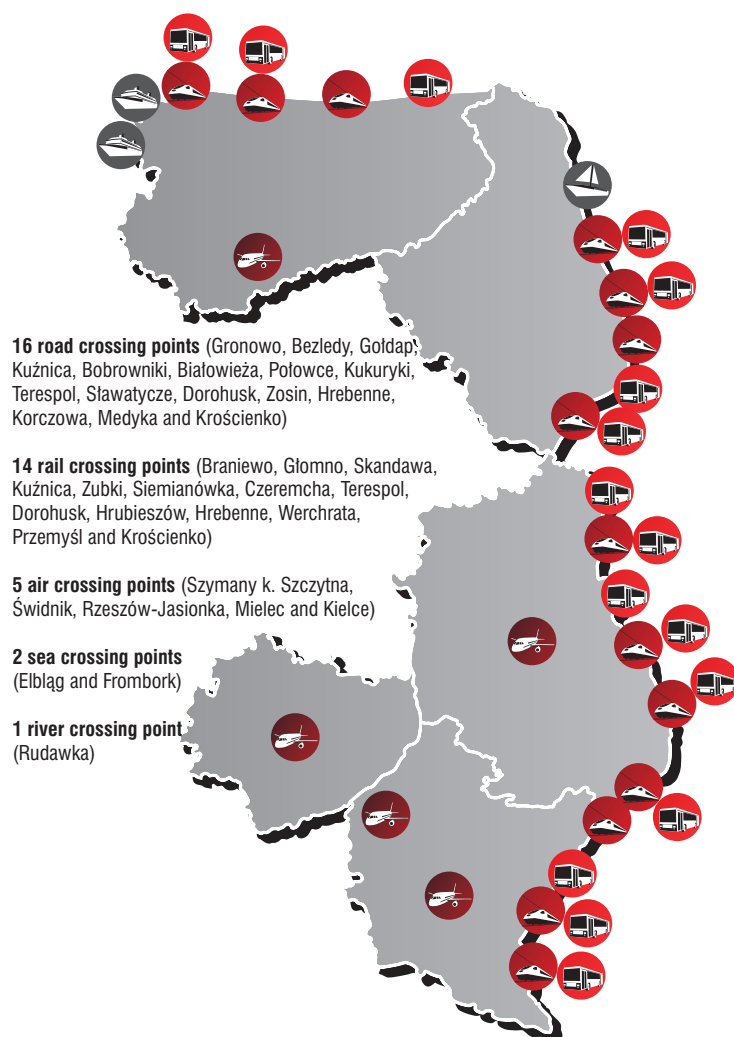 16 road crossing points (Gronowo, Bezledy, Gołdap,
Kuźnica, Bobrowniki, Białowieża, Połowce, Kukuryki,
Terespol, Sławatycze, Dorohusk, Zosin, Hrebenne,
Korczowa, Medyka and Krościenko)
14 rail crossing points (Braniewo, Głomno, Skandawa,
Kuźnica, Zubki, Siemianówka, Czeremcha, Terespol,
Dorohusk, Hrubieszów, Hrebenne, Werchrata,
Przemyśl and Krościenko)
5 air crossing points (Szymany k. Szczytna,
Świdnik, Rzeszów-Jasionka, Mielec and Kielce)
2 sea crossing points
(Elbląg and Frombork)
1 river crossing point
(Rudawka)